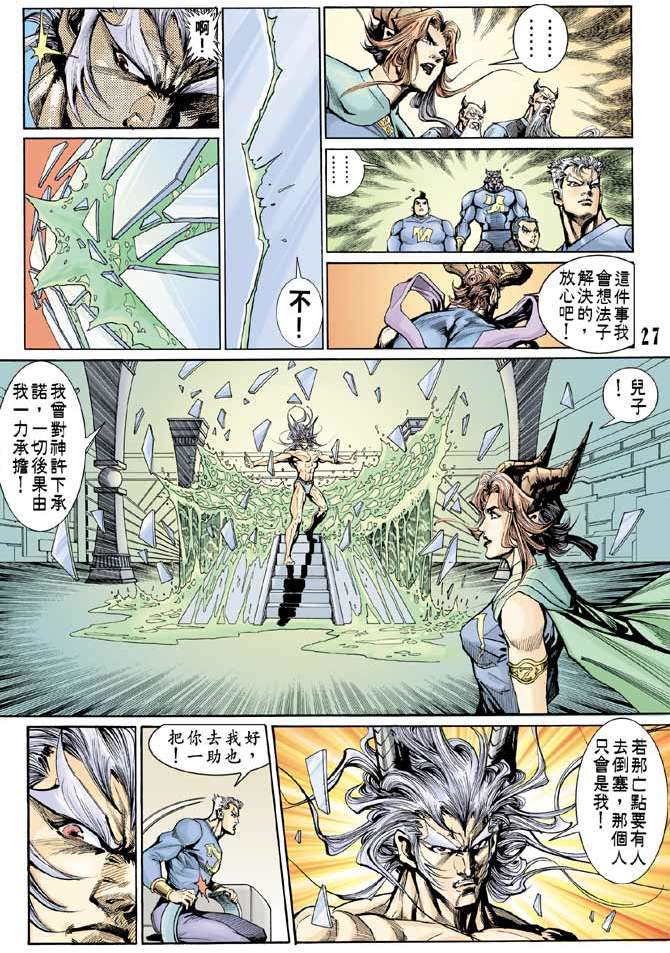 ⋯⋯
⋯⋯
這件事我
會想法子
解決的，
放心吧！
27
啊！
不！
兒子
！
我曾對神許下承
諾，一切後果由
我一力承擔！
若那亡點要有人
去倒塞，那個人
只會是我！
好！
我也一
去助
你，
把